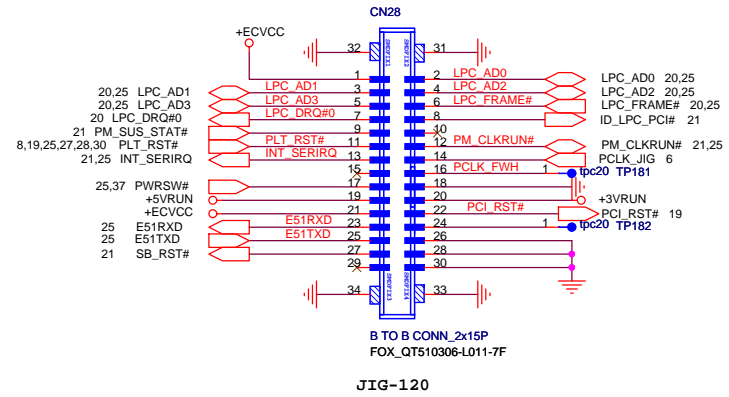 CN28
+ECVCC
32 SMDFIX1 SMDFIX2 31
1 2 LPC_AD0 LPC_AD0 20,25
20,25 LPC_AD1 LPC_AD1 3 4 LPC_AD2 LPC_AD2 20,25
20,25 LPC_AD3 LPC_AD3 5 6 LPC_FRAME# LPC_FRAME# 20,25
20 LPC_DRQ#0 LPC_DRQ#0 7 8 ID_LPC_PCI# 21
21 PM_SUS_STAT# 9 10
8,19,25,27,28,30 PLT_RST# PLT_RST# 11 12 PM_CLKRUN# PM_CLKRUN# 21,25
21,25 INT_SERIRQ INT_SERIRQ 13 14 PCLK_JIG 6
15 16 PCLK_FWH 1 tpc20 TP181
25,37 PWRSW# 17 18
+5VRUN 19 20 +3VRUN
+ECVCC 21 22 PCI_RST# PCI_RST# 19
25 E51RXD E51RXD 23 24 1 tpc20 TP182
25 E51TXD E51TXD 25 26
21 SB_RST# 27 28
29 30
34 SMDFIX3 SMDFIX4 33
B TO B CONN_2x15P
FOX_QT510306-L011-7F
JIG-120